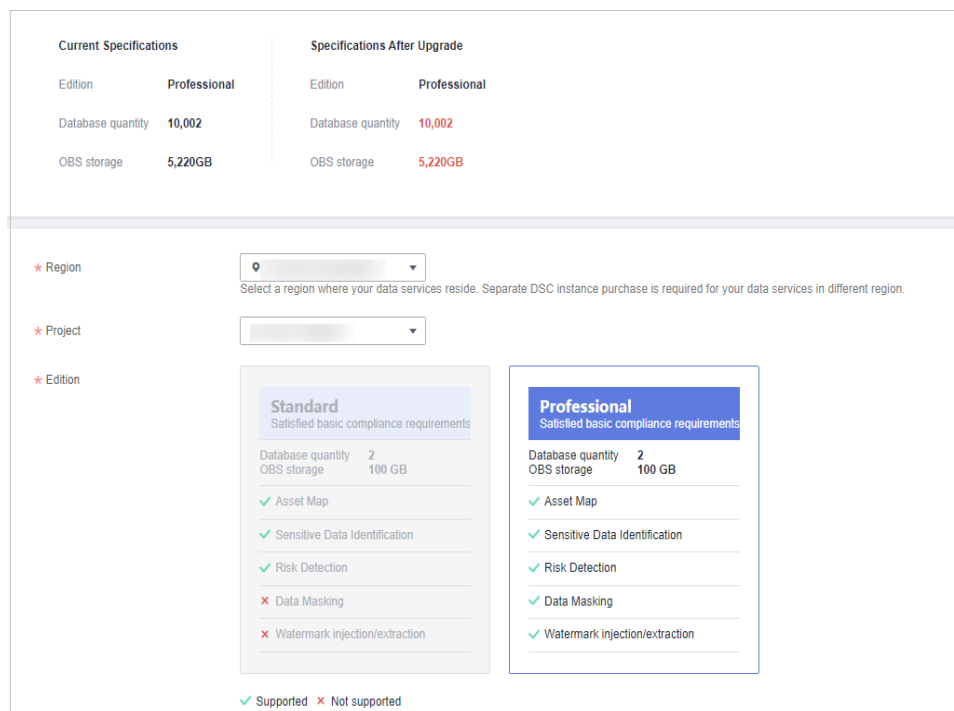 Current Specifications
Specifications After Upgrade
Edition Professional
Edition Professional
Database quantity 10,002
Database quantity 10,002
OBS storage 5,220GB
OBS storage 5,220GB
* Region
Select a region where your data services reside. Separate DSC instance purchase is required for your data services in different region.
* Project
* Edition
Standard
Satisfied basic compliance requirements
Database quantity 2
OBS storage 100 GB
Asset Map
Sensitive Data Identification
Risk Detection
Data Masking
Watermark injection/extraction
Professional
Satisfied basic compliance requirements
Database quantity 2
OBS storage 100 GB
Asset Map
Sensitive Data Identification
Risk Detection
Data Masking
Watermark injection/extraction
Supported Not supported